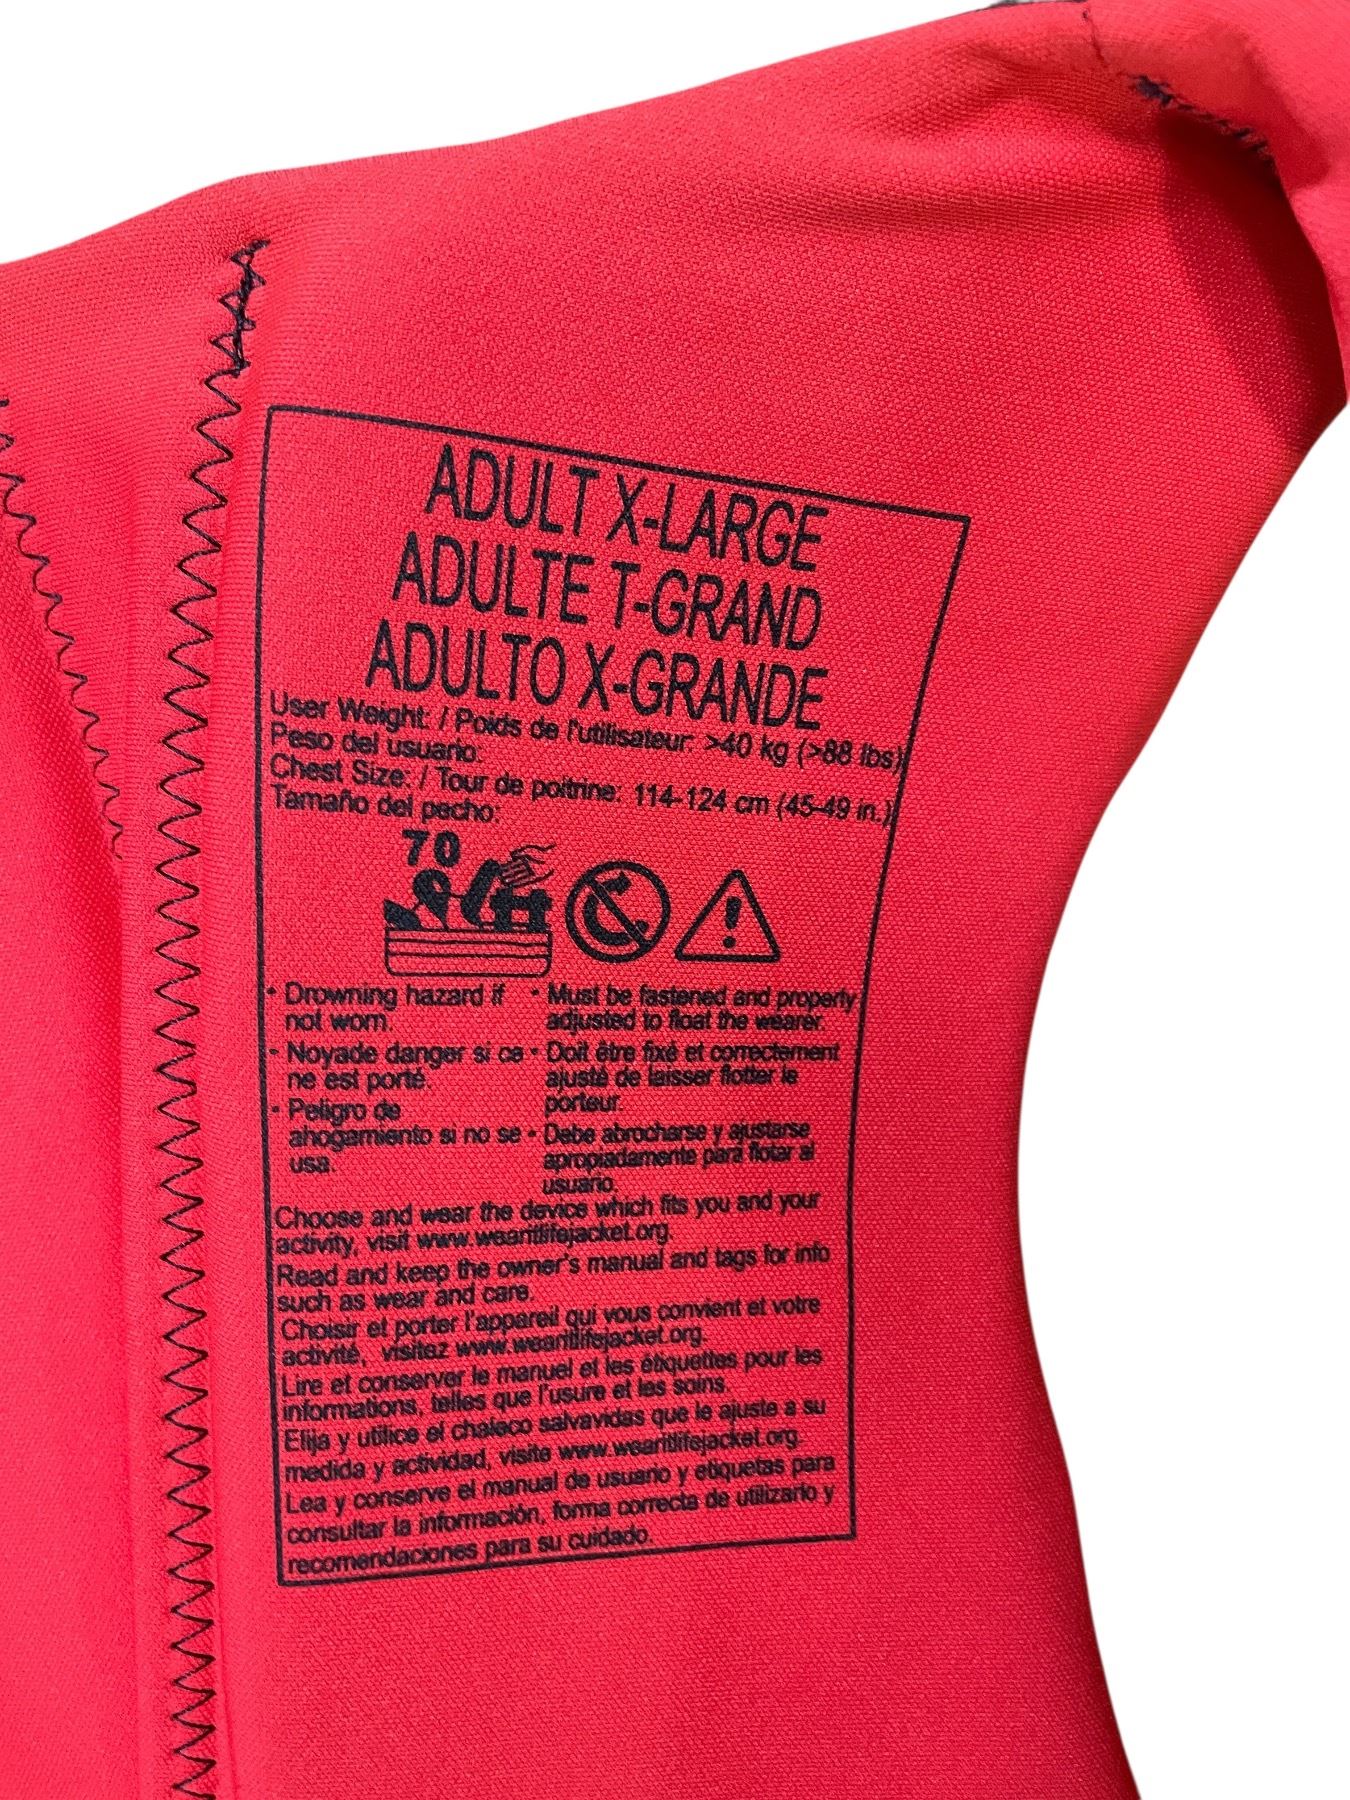 ADULT X-LARGE
ADULTE T-GRAND
ADULTO X-GRANDE
User Weight: / Poids de l'utilisateur: >40 kg (>88 lbs)
Peso del usuario:
Chest Size: / Tour de poitrine: 114-124 cm (45-49 in.)
Tamaño del pecho:
70
• Drowning hazard if
not worn.
• Noyade danger si ce
ne est porté.
• Peligro de
ahogamiento si no se
usa.
• Must be fastened and properly
adjusted to float the wearer.
• Doit être fixé et correctement
ajusté de laisser flotter le
porteur.
• Debe abrocharse y ajustarse
apropiadamente para flotar al
usuario.
Choose and wear the device which fits you and your
activity, visit www.wearitlifejacket.org.
Read and keep the owner's manual and tags for info
such as wear and care.
Choisir et porter l'appareil qui vous convient et votre
activité, visitez www.wearitlifejacket.org.
Lire et conserver le manuel et les étiquettes pour les
informations, telles que l'usure et les soins.
Elija y utilice el chaleco salvavidas que le ajuste a su
medida y actividad, visite www.wearitlifejacket.org.
Lea y conserve el manual de usuario y etiquetas para
consultar la información, forma correcta de utilizarlo y
recomendaciones para su cuidado.